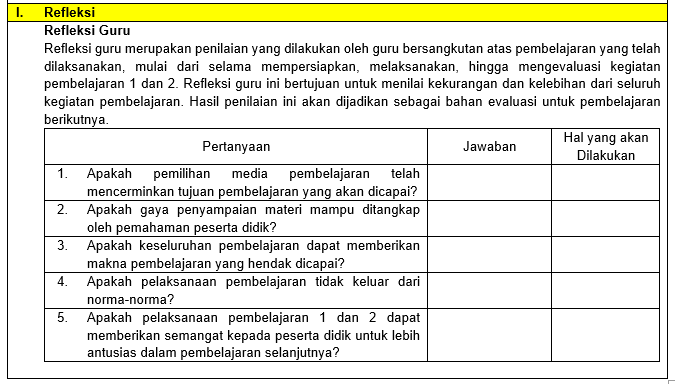 I. Refleksi
Refleksi Guru
Refleksi guru merupakan penilaian yang dilakukan oleh guru bersangkutan atas pembelajaran yang telah
dilaksanakan, mulai dari selama mempersiapkan, melaksanakan, hingga mengevaluasi kegiatan
pembelajaran 1 dan 2. Refleksi guru ini bertujuan untuk menilai kekurangan dan kelebihan dari seluruh
kegiatan pembelajaran. Hasil penilaian ini akan dijadikan sebagai bahan evaluasi untuk pembelajaran
berikutnya.
Pertanyaan Jawaban Hal yang akan
Dilakukan
1. Apakah pemilihan media pembelajaran telah
mencerminkan tujuan pembelajaran yang akan dicapai?
2. Apakah gaya penyampaian materi mampu ditangkap
oleh pemahaman peserta didik?
3. Apakah keseluruhan pembelajaran dapat memberikan
makna pembelajaran yang hendak dicapai?
4. Apakah pelaksanaan pembelajaran tidak keluar dari
norma-norma?
5. Apakah pelaksanaan pembelajaran 1 dan 2 dapat
memberikan semangat kepada peserta didik untuk lebih
antusias dalam pembelajaran selanjutnya?